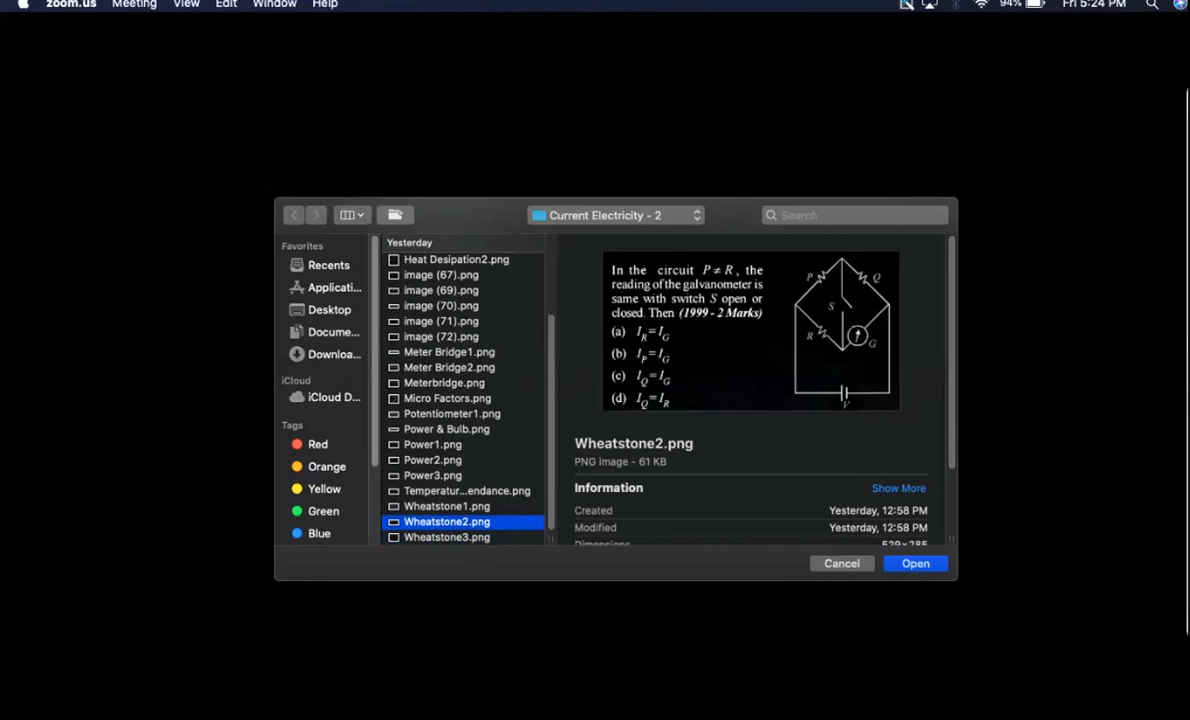 zoom.us Meeting View Edit Window Help 94% Fri 5:24 PM
Current Electricity - 2
Search
Favorites
Recents
Applicati...
Desktop
Docume...
Downloa...
iCloud
iCloud D...
Tags
Red
Orange
Yellow
Green
Blue
Yesterday
Heat Desipation2.png
image (67).png
image (69).png
image (70).png
image (71).png
image (72).png
Meter Bridge1.png
Meter Bridge2.png
Meterbridge.png
Micro Factors.png
Potentiometer1.png
Power & Bulb.png
Power1.png
Power2.png
Power3.png
Temperatur...endance.png
Wheatstone1.png
Wheatstone2.png
Wheatstone3.png
In the circuit P ≠ R, the
reading of the galvanometer is
same with switch S open or
closed. Then (1999 - 2 Marks)
(a) I_R = I_G
(b) I_P = I_G
(c) I_Q = I_G
(d) I_Q = I_R
P Q
S
R G
V
Wheatstone2.png
PNG image - 61 KB
Information Show More
Created Yesterday, 12:58 PM
Modified Yesterday, 12:58 PM
Dimensions 529×285
Cancel Open